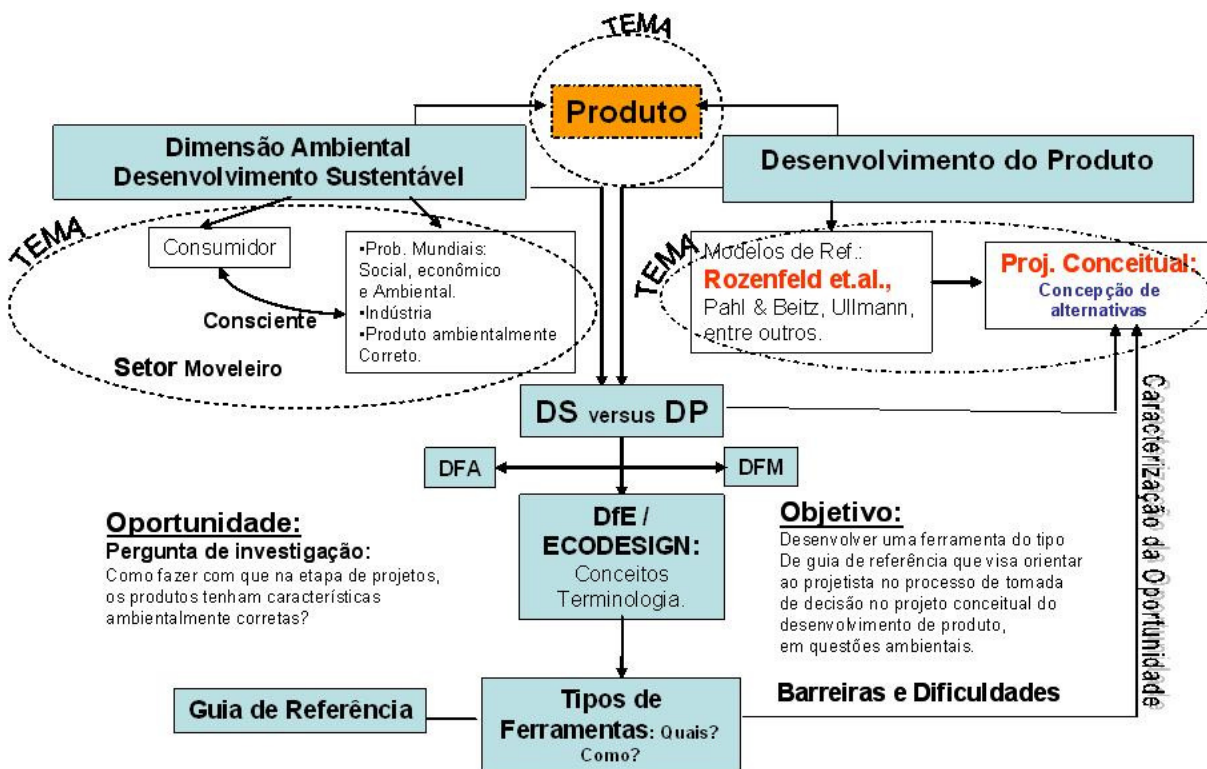 TEMA
Produto
Dimensão Ambiental
Desenvolvimento Sustentável
Desenvolvimento do Produto
TEMA
Consumidor
Consciente
Setor Moveleiro
▪Prob. Mundiais:
Social, econômico
e Ambiental.
▪Indústria
▪Produto ambientalmente
Correto.
TEMA
Modelos de Ref.:
Rozenfeld et.al.,
Pahl & Beitz, Ullmann,
entre outros.
Proj. Conceitual:
Concepção de
alternativas
DS versus DP
DFA
DFM
DfE /
ECODESIGN:
Conceitos
Terminologia.
Oportunidade:
Pergunta de investigação:
Como fazer com que na etapa de projetos,
os produtos tenham características
ambientalmente corretas?
Objetivo:
Desenvolver uma ferramenta do tipo
De guia de referência que visa orientar
ao projetista no processo de tomada
de decisão no projeto conceitual do
desenvolvimento de produto,
em questões ambientais.
Caracterização da Oportunidade
Guia de Referência
Tipos de
Ferramentas: Quais?
Como?
Barreiras e Dificuldades